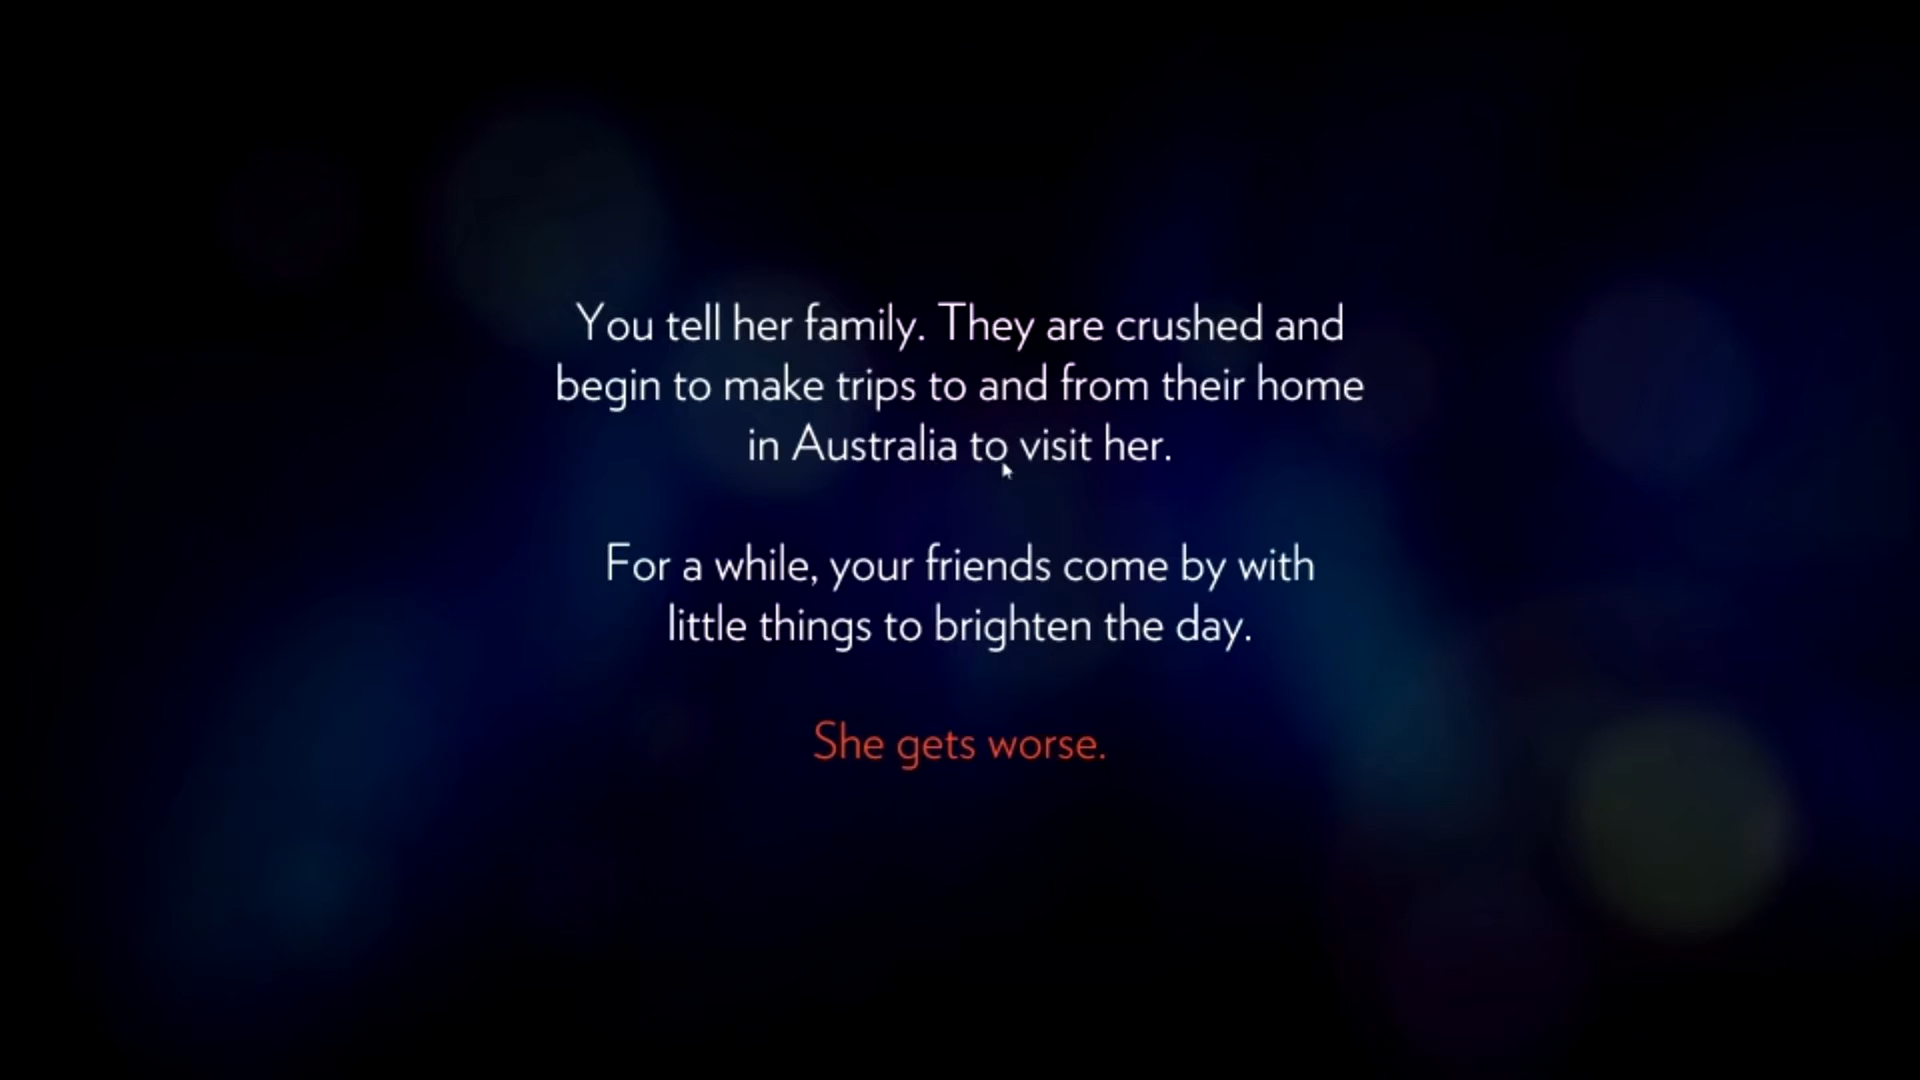 You tell her family. They are crushed and
begin to make trips to and from their home
in Australia to visit her.
For a while, your friends come by with
little things to brighten the day.
She gets worse.